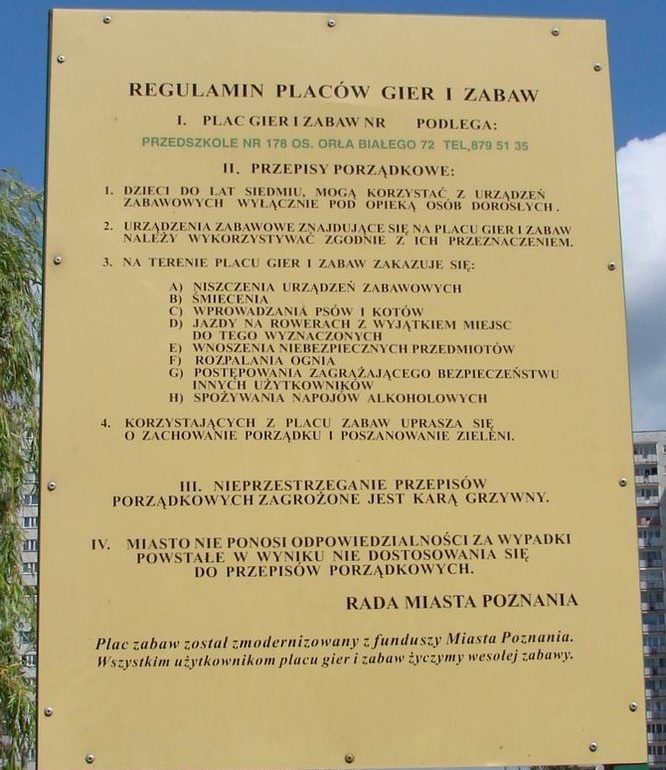 REGULAMIN PLACÓW GIER I ZABAW
I. PLAC GIER I ZABAW NR PODLEGA:
PRZEDSZKOLE NR 178 OS. ORŁA BIAŁEGO 72 TEL,879 51 35
II. PRZEPISY PORZĄDKOWE:
1. DZIECI DO LAT SIEDMIU, MOGĄ KORZYSTAĆ Z URZĄDZEŃ
ZABAWOWYCH WYŁĄCZNIE POD OPIEKĄ OSÓB DOROSŁYCH.
2. URZĄDZENIA ZABAWOWE ZNAJDUJĄCE SIĘ NA PLACU GIER I ZABAW
NALEŻY WYKORZYSTYWAĆ ZGODNIE Z ICH PRZEZNACZENIEM.
3. NA TERENIE PLACU GIER I ZABAW ZAKAZUJE SIĘ:
A) NISZCZENIA URZĄDZEŃ ZABAWOWYCH
B) ŚMIECENIA
C) WPROWADZANIA PSÓW I KOTÓW
D) JAZDY NA ROWERACH Z WYJĄTKIEM MIEJSC
DO TEGO WYZNACZONYCH
E) WNOSZENIA NIEBEZPIECZNYCH PRZEDMIOTÓW
F) ROZPALANIA OGNIA
G) POSTĘPOWANIA ZAGRĄŻAJĄCEGO BEZPIECZEŃSTWU
INNYCH UŻYTKOWNIKÓW
H) SPOŻYWANIA NAPOJÓW ALKOHOLOWYCH
4. KORZYSTAJĄCYCH Z PLACU ZABAW UPRASZA SIĘ
O ZACHOWANIE PORZĄDKU I POSZANOWANIE ZIELENI.
III. NIEPRZESTRZEGANIE PRZEPISÓW
PORZĄDKOWYCH ZAGROŻONE JEST KARĄ GRZYWNY.
IV. MIASTO NIE PONOSI ODPOWIEDZIALNOŚCI ZA WYPADKI
POWSTAŁE W WYNIKU NIE DOSTOSOWANIA SIĘ
DO PRZEPISÓW PORZĄDKOWYCH.
RADA MIASTA POZNANIA
Plac zabaw został zmodernizowany z funduszy Miasta Poznania.
Wszystkim użytkownikom placu gier i zabaw życzymy wesołej zabawy.